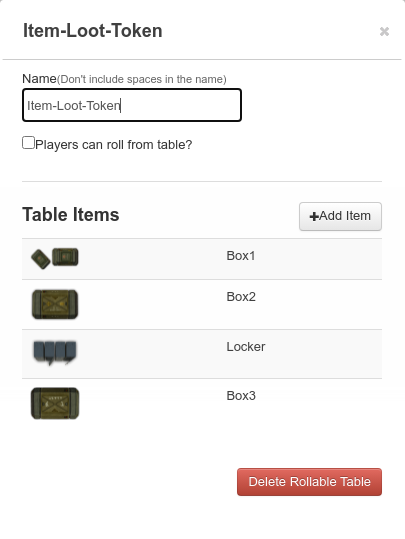 Item-Loot-Token ×
Name(Don't include spaces in the name)
Item-Loot-Token
Players can roll from table?
Table Items +Add Item
Box1
Box2
Locker
Box3
Delete Rollable Table